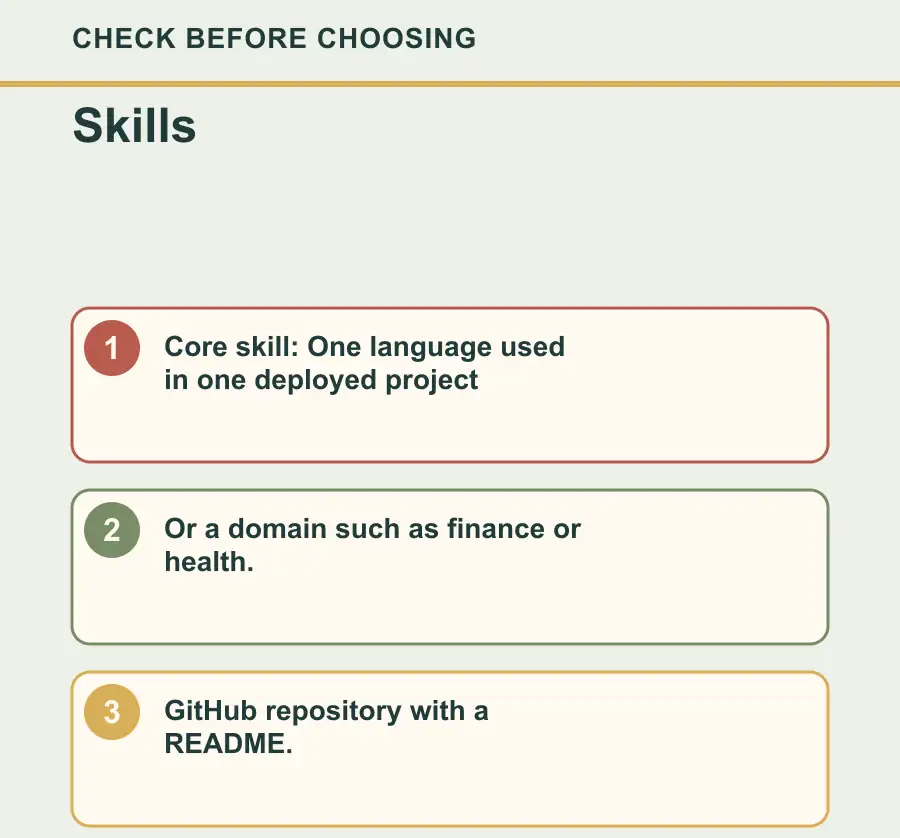 CHECK BEFORE CHOOSING
Skills
1
Core skill: One language used
in one deployed project
2
Or a domain such as finance or
health.
3
GitHub repository with a
README.